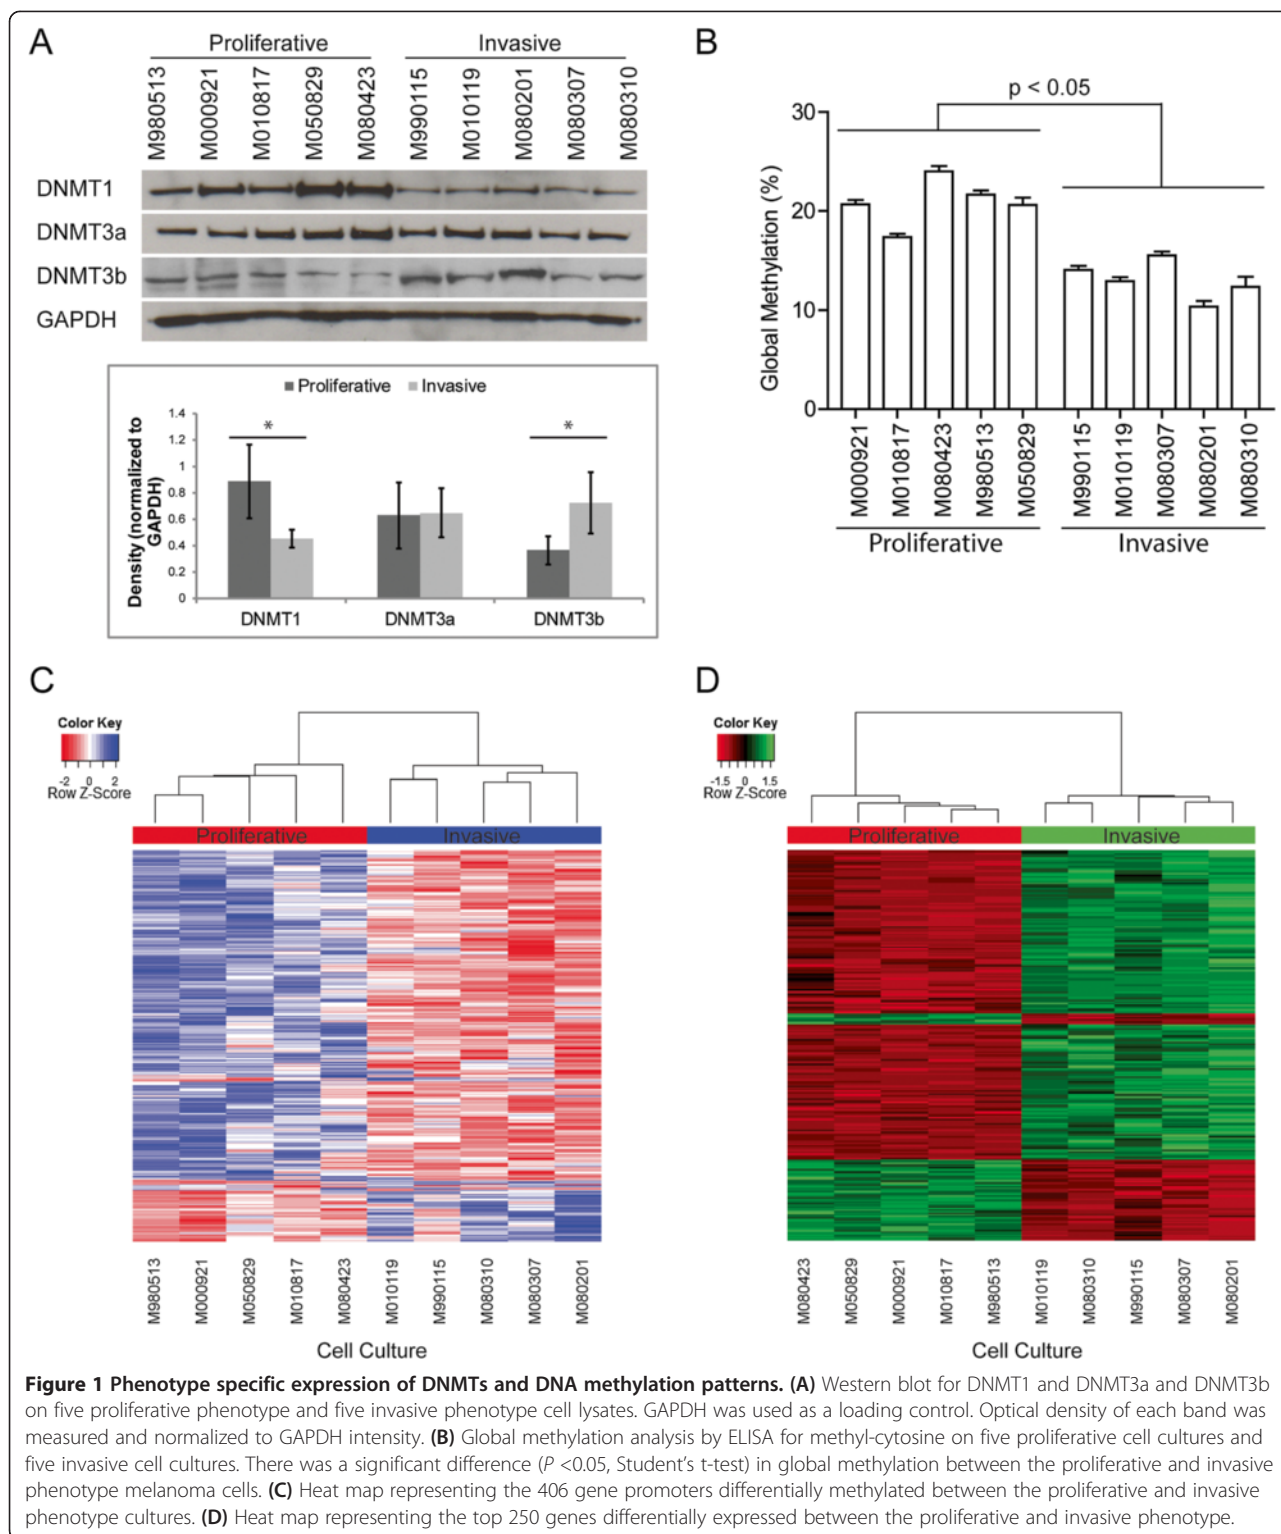 A
Proliferative
Invasive
M980513
M000921
M010817
M050829
M080423
M990115
M010119
M080201
M080307
M080310
DNMT1
DNMT3a
DNMT3b
GAPDH
Proliferative
Invasive
Density (normalized to
GAPDH)
1.4
1.2
1
0.8
0.6
0.4
0.2
0
*
*
DNMT1
DNMT3a
DNMT3b
B
p < 0.05
Global Methylation (%)
30
20
10
0
M000921
M010817
M080423
M980513
M050829
M990115
M010119
M080307
M080201
M080310
Proliferative
Invasive
C
Color Key
-2 0 2
Row Z-Score
Proliferative
Invasive
M980513
M000921
M050829
M010817
M080423
M010119
M990115
M080310
M080307
M080201
Cell Culture
D
Color Key
-1.5 0 1.5
Row Z-Score
Proliferative
Invasive
M080423
M050829
M000921
M010817
M980513
M010119
M080310
M990115
M080307
M080201
Cell Culture
Figure 1 Phenotype specific expression of DNMTs and DNA methylation patterns. (A) Western blot for DNMT1 and DNMT3a and DNMT3b
on five proliferative phenotype and five invasive phenotype cell lysates. GAPDH was used as a loading control. Optical density of each band was
measured and normalized to GAPDH intensity. (B) Global methylation analysis by ELISA for methyl-cytosine on five proliferative cell cultures and
five invasive cell cultures. There was a significant difference (P <0.05, Student's t-test) in global methylation between the proliferative and invasive
phenotype melanoma cells. (C) Heat map representing the 406 gene promoters differentially methylated between the proliferative and invasive
phenotype cultures. (D) Heat map representing the top 250 genes differentially expressed between the proliferative and invasive phenotype.